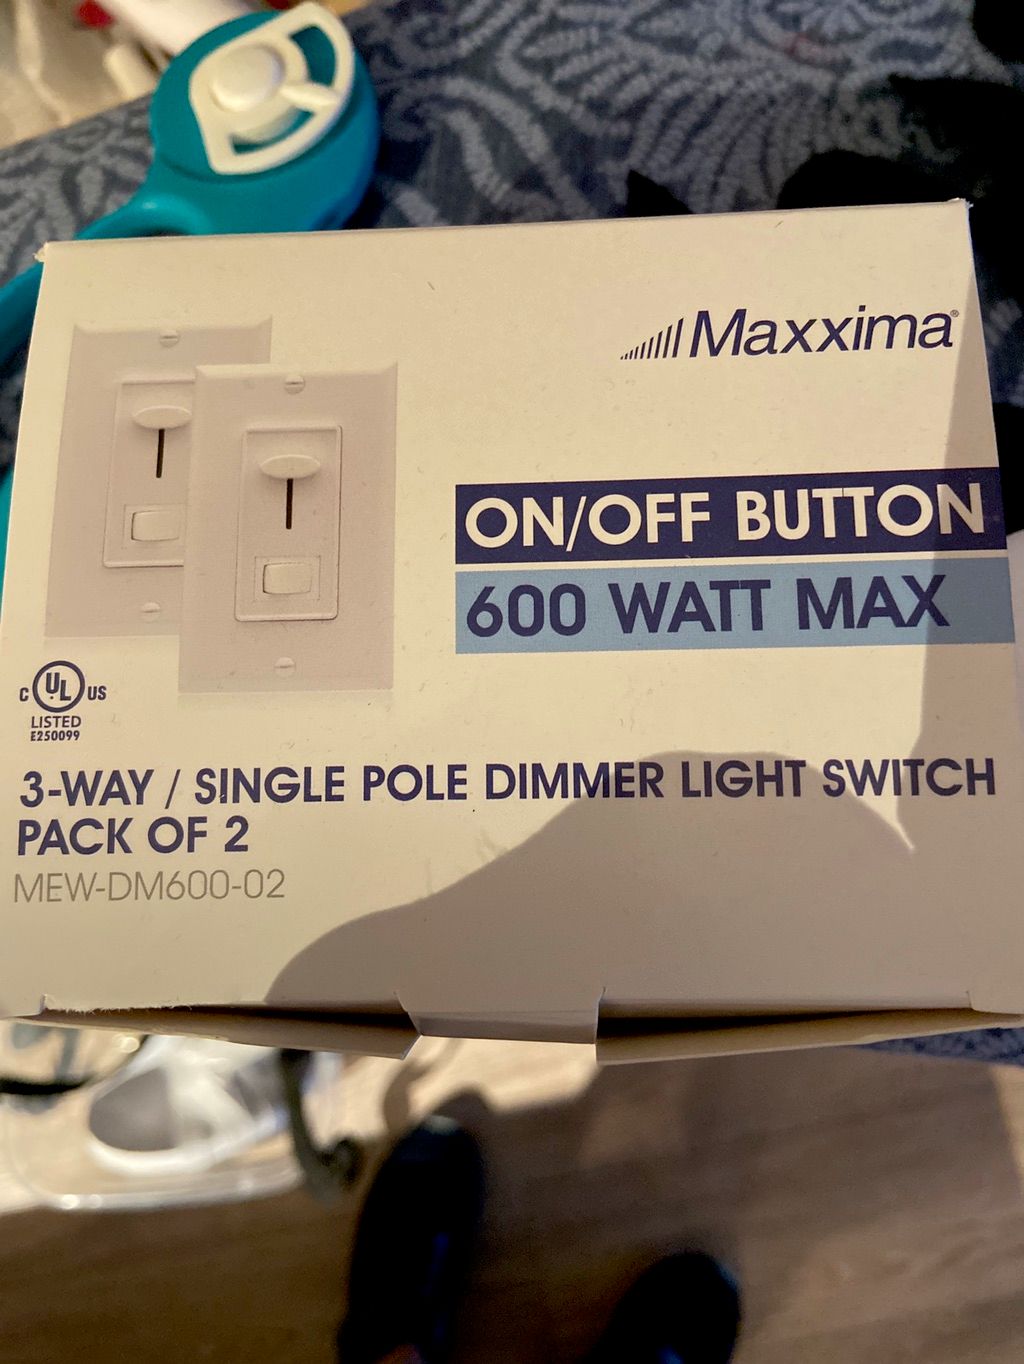 Maxxima®
ON/OFF BUTTON
600 WATT MAX
C UL US
LISTED
E250099
3-WAY / SINGLE POLE DIMMER LIGHT SWITCH
PACK OF 2
MEW-DM600-02